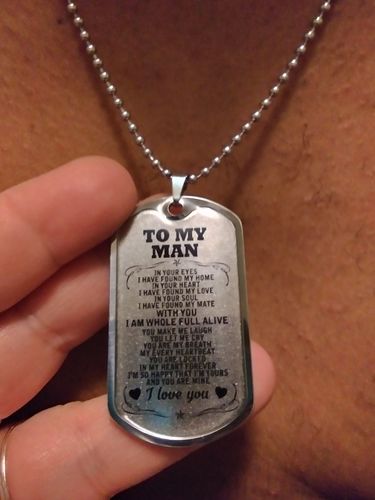 TO MY
MAN
IN YOUR EYES
I HAVE FOUND MY HOME
IN YOUR HEART
I HAVE FOUND MY LOVE
IN YOUR SOUL
I HAVE FOUND MY MATE
WITH YOU
I AM WHOLE FULL ALIVE
YOU MAKE ME LAUGH
YOU LET ME CRY
YOU ARE MY BREATH
MY EVERY HEARTBEAT
YOU ARE LOCKED
IN MY HEART FOREVER
I'M SO HAPPY THAT I'M YOURS
AND YOU ARE MINE
I love you